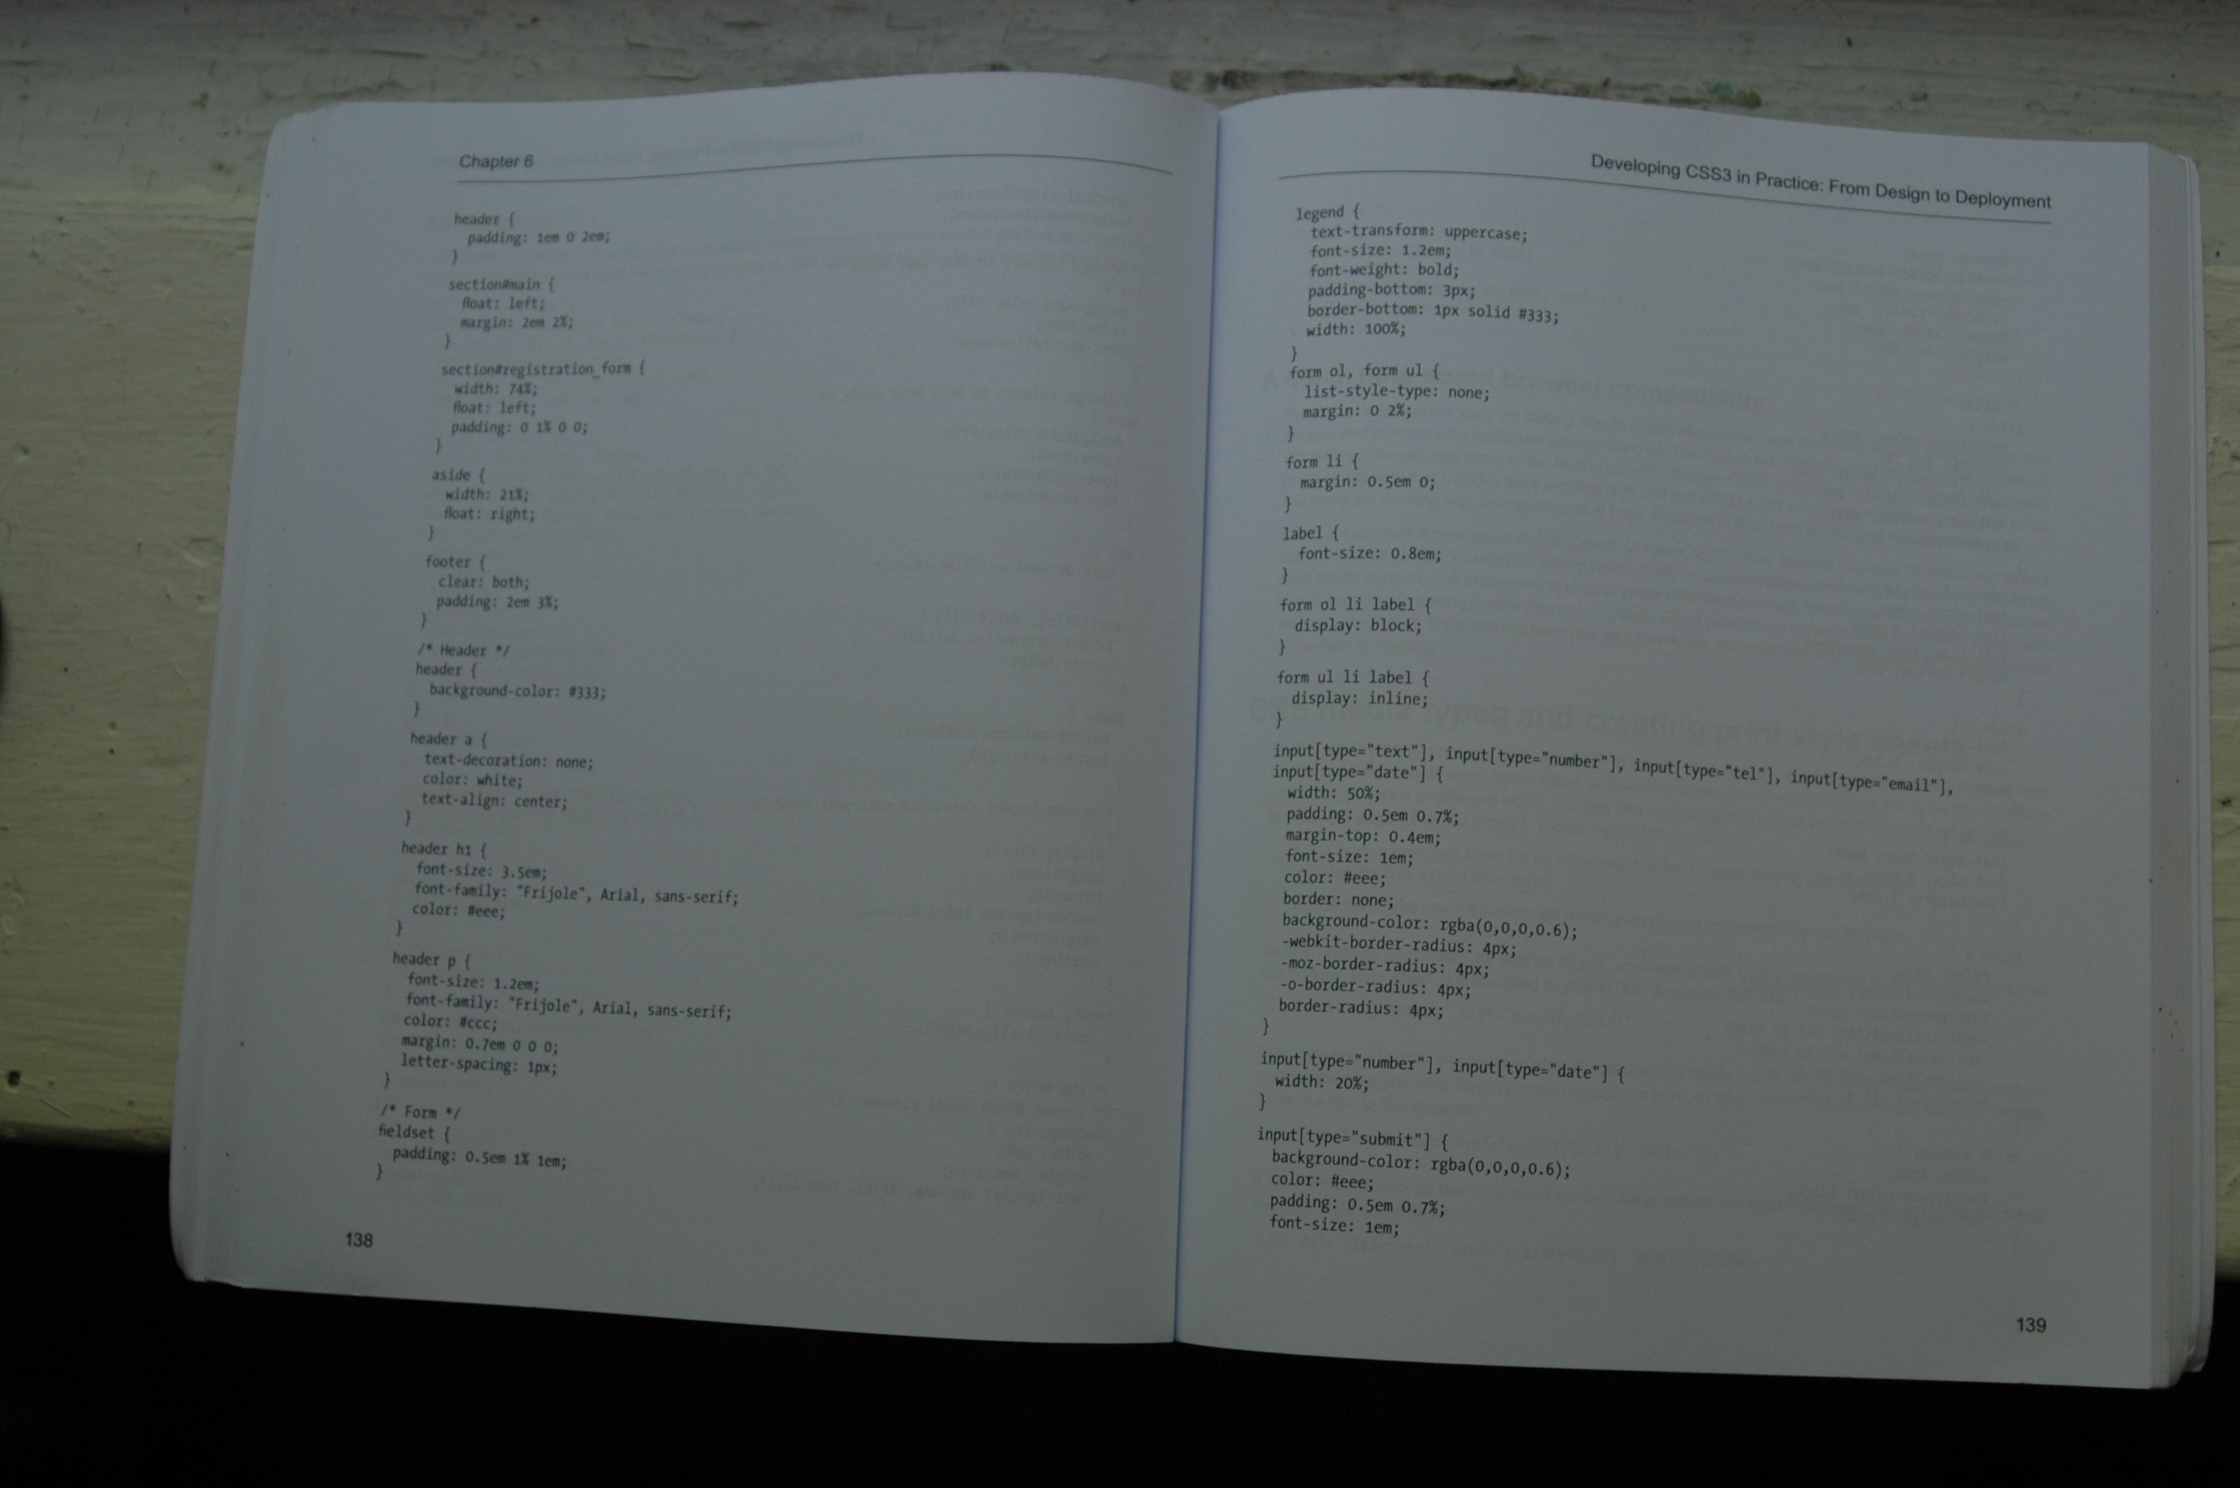 Chapter 6
header {
padding: 1em 0 2em;
}
section#main {
float: left;
margin: 2em 2%;
}
section#registration_form {
width: 74%;
float: left;
padding: 0 1% 0 0;
}
aside {
width: 21%;
float: right;
}
footer {
clear: both;
padding: 2em 3%;
}
/* Header */
header {
background-color: #333;
}
header a {
text-decoration: none;
color: white;
text-align: center;
}
header h1 {
font-size: 3.5em;
font-family: "Frijole", Arial, sans-serif;
color: #eee;
}
header p {
font-size: 1.2em;
font-family: "Frijole", Arial, sans-serif;
color: #ccc;
margin: 0.7em 0 0 0;
letter-spacing: 1px;
}
/* Form */
fieldset {
padding: 0.5em 1% 1em;
}
138
Developing CSS3 in Practice: From Design to Deployment
legend {
text-transform: uppercase;
font-size: 1.2em;
font-weight: bold;
padding-bottom: 3px;
border-bottom: 1px solid #333;
width: 100%;
}
form ol, form ul {
list-style-type: none;
margin: 0 2%;
}
form li {
margin: 0.5em 0;
}
label {
font-size: 0.8em;
}
form ol li label {
display: block;
}
form ul li label {
display: inline;
}
input[type="text"], input[type="number"], input[type="tel"], input[type="email"],
input[type="date"] {
width: 50%;
padding: 0.5em 0.7%;
margin-top: 0.4em;
font-size: 1em;
color: #eee;
border: none;
background-color: rgba(0,0,0,0.6);
-webkit-border-radius: 4px;
-moz-border-radius: 4px;
-o-border-radius: 4px;
border-radius: 4px;
}
input[type="number"], input[type="date"] {
width: 20%;
}
input[type="submit"] {
background-color: rgba(0,0,0,0.6);
color: #eee;
padding: 0.5em 0.7%;
font-size: 1em;
139